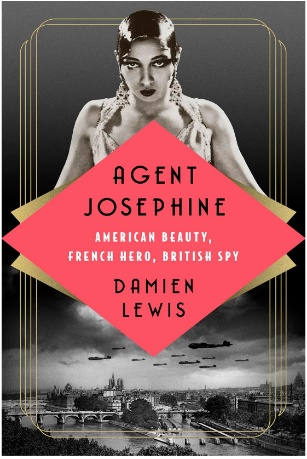 AGENT
JOSEPHINE
AMERICAN BEAUTY,
FRENCH HERO, BRITISH SPY
DAMIEN
LEWIS